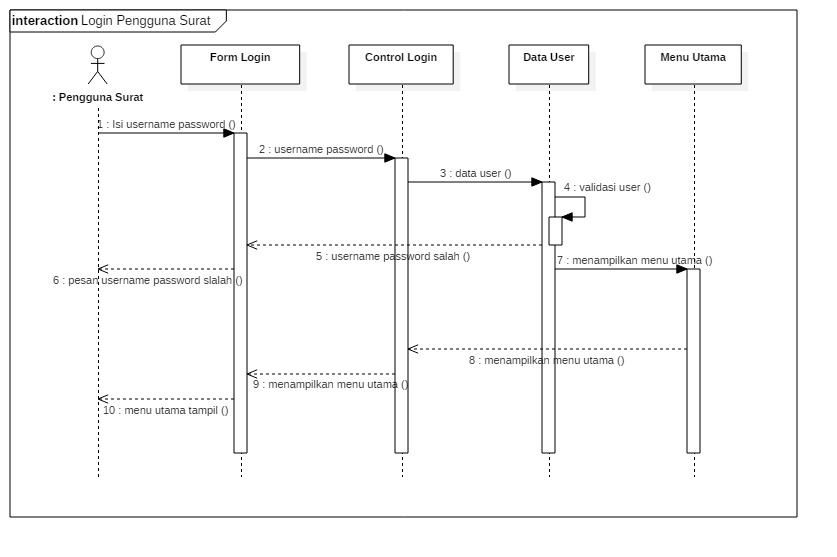 interaction Login Pengguna Surat
Form Login
Control Login
Data User
Menu Utama
: Pengguna Surat
1 : Isi username password ()
2 : username password ()
3 : data user ()
4 : validasi user ()
5 : username password salah ()
7 : menampilkan menu utama ()
6 : pesan username password slalah ()
8 : menampilkan menu utama ()
9 : menampilkan menu utama ()
10 : menu utama tampil ()